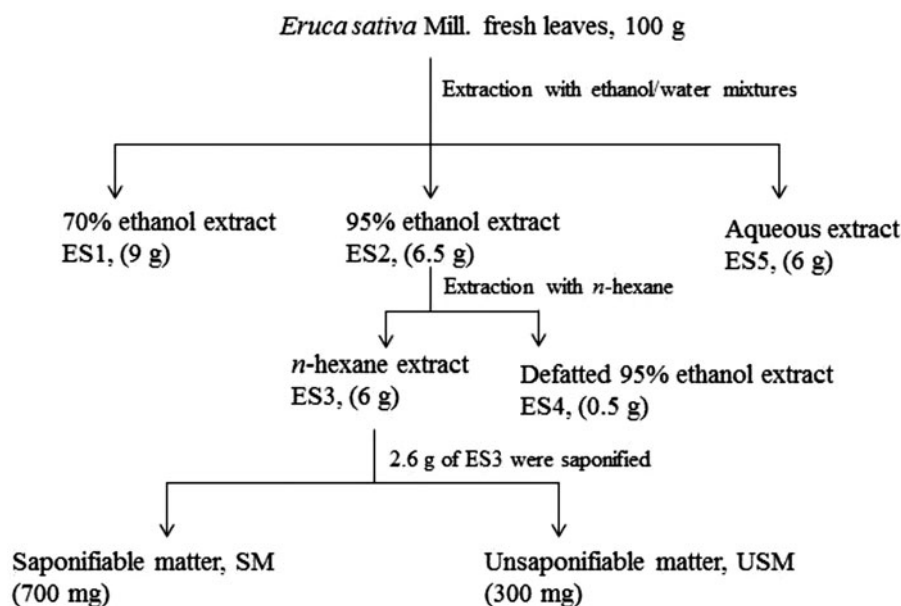 Eruca sativa Mill. fresh leaves, 100 g
Extraction with ethanol/water mixtures
70% ethanol extract
ES1, (9 g)
95% ethanol extract
ES2, (6.5 g)
Aqueous extract
ES5, (6 g)
Extraction with n-hexane
n-hexane extract
ES3, (6 g)
Defatted 95% ethanol extract
ES4, (0.5 g)
2.6 g of ES3 were saponified
Saponifiable matter, SM
(700 mg)
Unsaponifiable matter, USM
(300 mg)